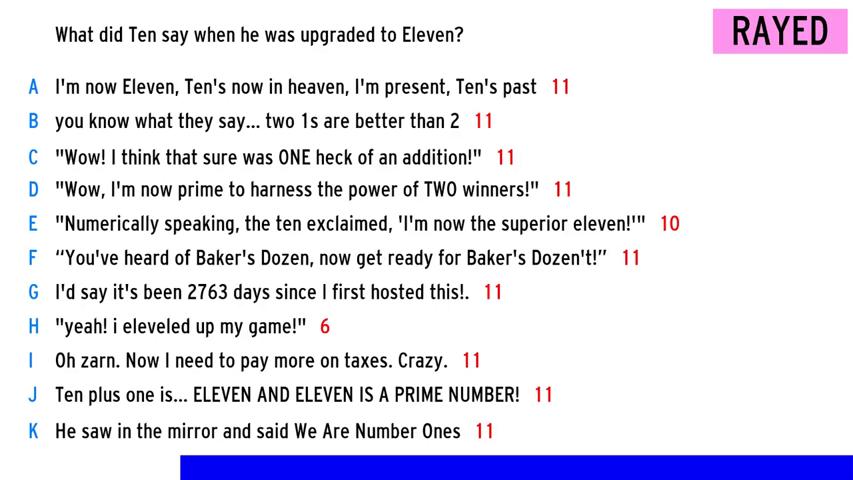 What did Ten say when he was upgraded to Eleven?
RAYED
A I'm now Eleven, Ten's now in heaven, I'm present, Ten's past 11
B you know what they say... two 1s are better than 2 11
C "Wow! I think that sure was ONE heck of an addition!" 11
D "Wow, I'm now prime to harness the power of TWO winners!" 11
E "Numerically speaking, the ten exclaimed, 'I'm now the superior eleven!'" 10
F “You've heard of Baker's Dozen, now get ready for Baker's Dozen't!” 11
G I'd say it's been 2763 days since I first hosted this!. 11
H "yeah! i eleveled up my game!" 6
I Oh zarn. Now I need to pay more on taxes. Crazy. 11
J Ten plus one is... ELEVEN AND ELEVEN IS A PRIME NUMBER! 11
K He saw in the mirror and said We Are Number Ones 11